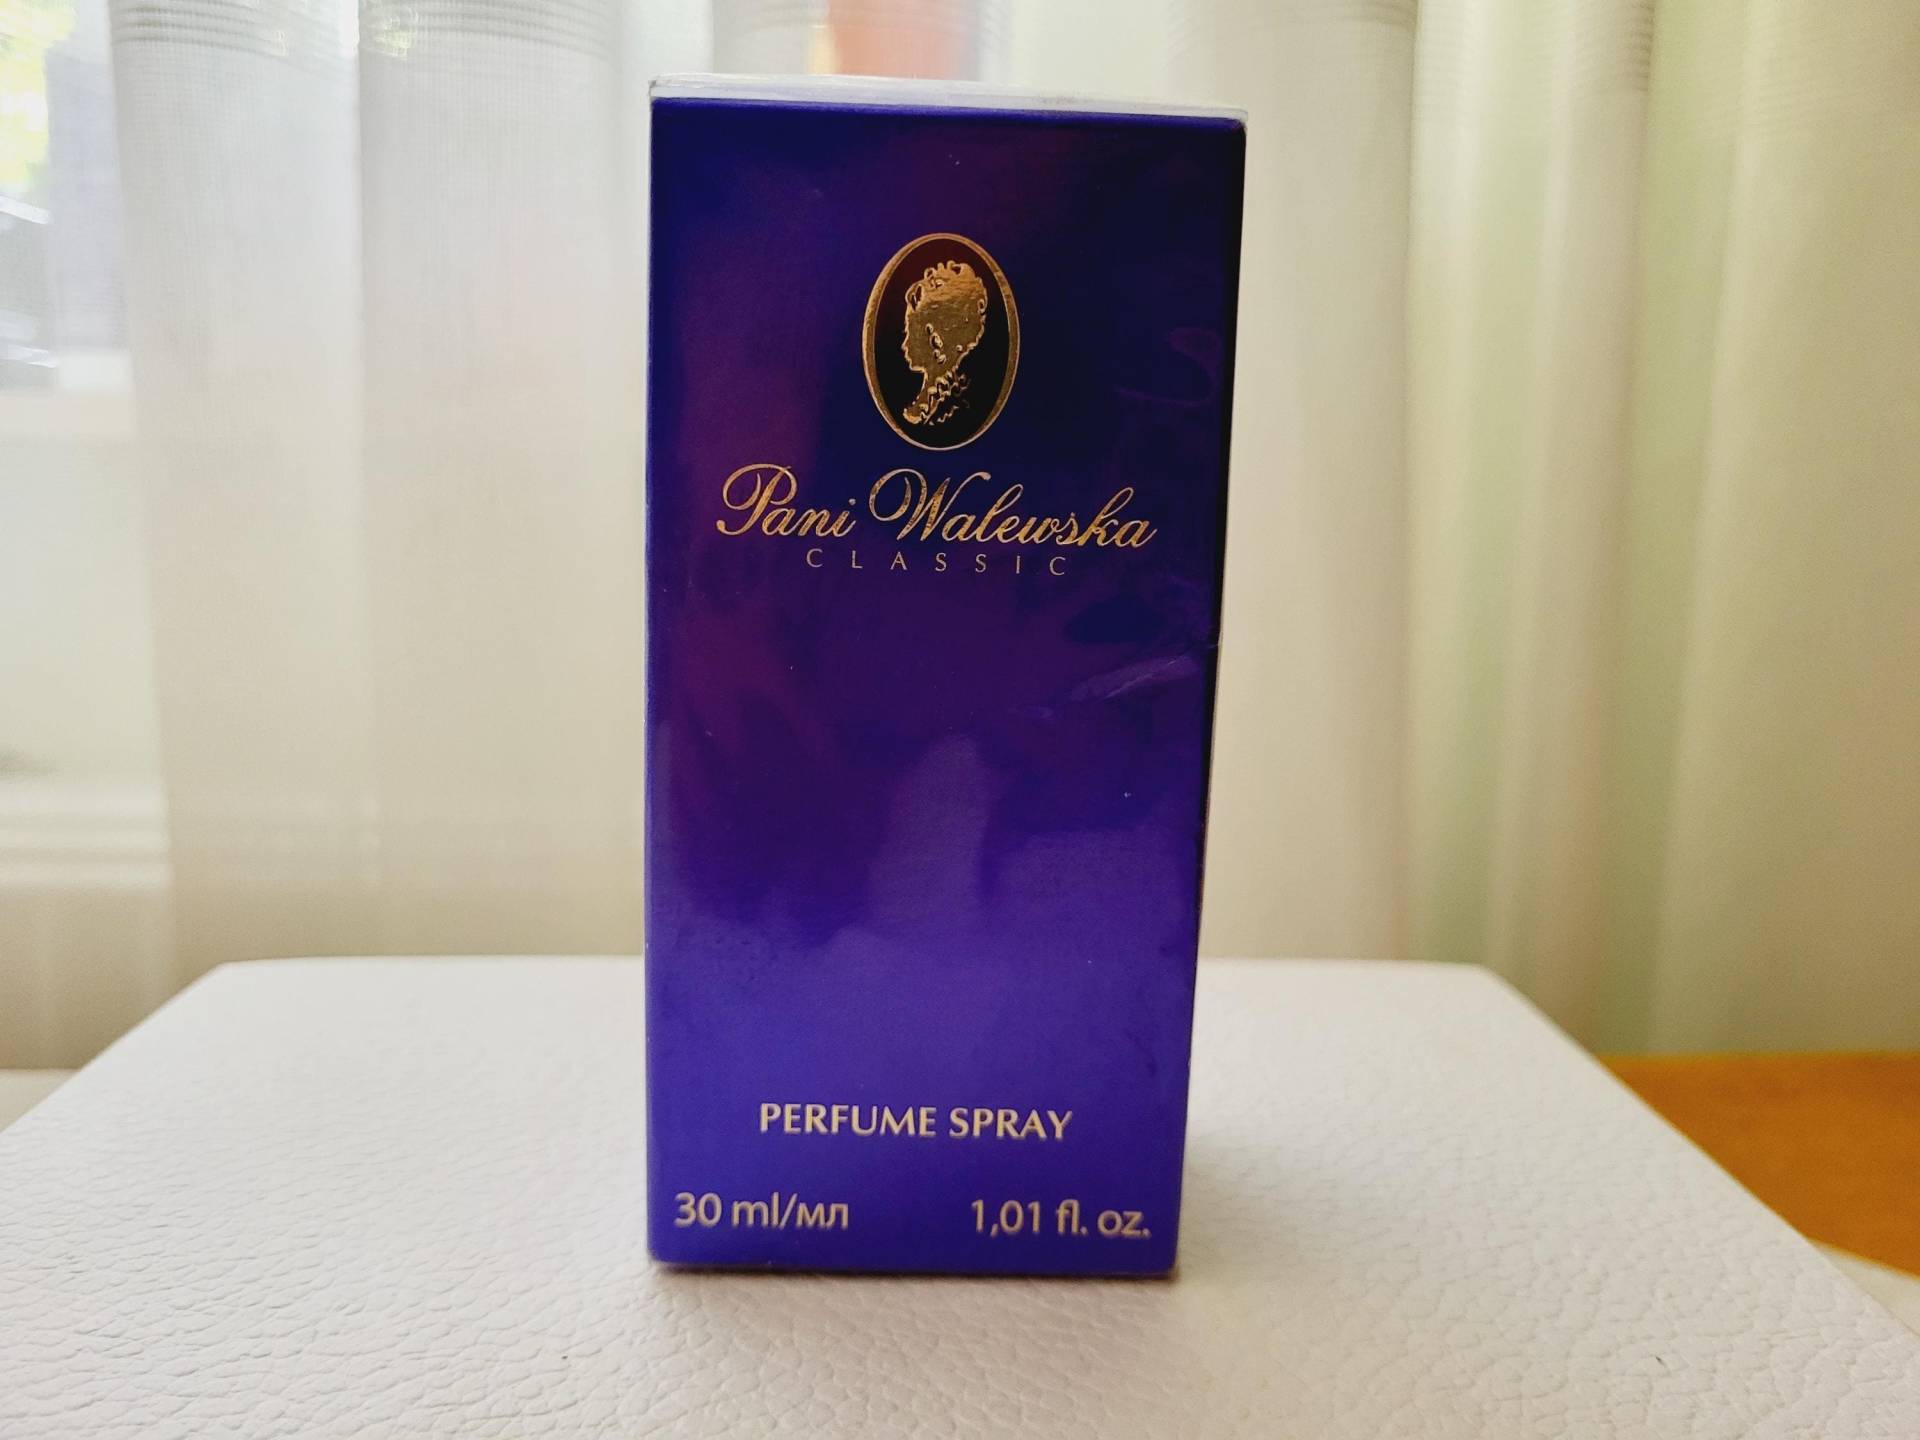 Pani Walewska
CLASSIC
PERFUME SPRAY
30 ml/мл 1,01 fl. oz.